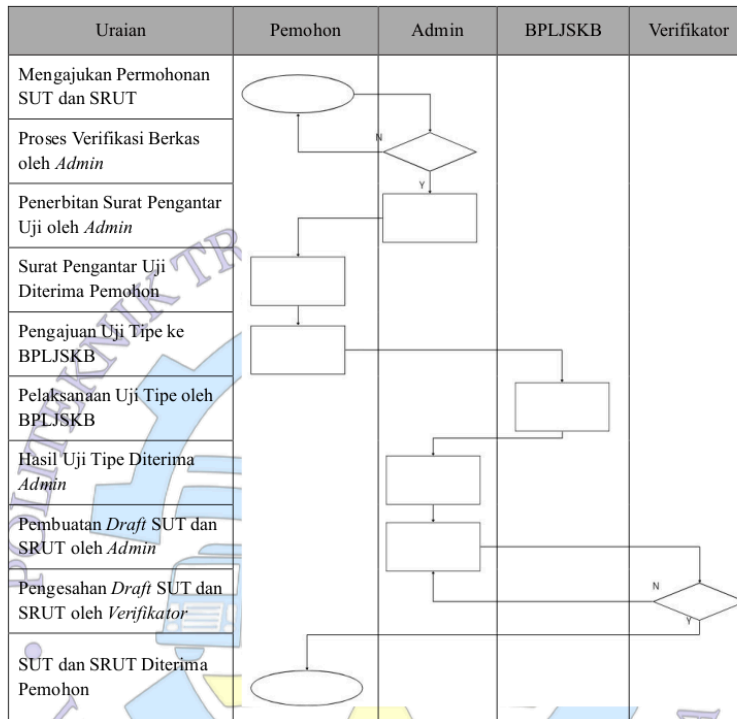 Uraian Pemohon Admin BPLJSKB Verifikator
Mengajukan Permohonan
SUT dan SRUT
Proses Verifikasi Berkas
oleh Admin
N
Y
Penerbitan Surat Pengantar
Uji oleh Admin
Surat Pengantar Uji
Diterima Pemohon
Pengajuan Uji Tipe ke
BPLJSKB
Pelaksanaan Uji Tipe oleh
BPLJSKB
Hasil Uji Tipe Diterima
Admin
Pembuatan Draft SUT dan
SRUT oleh Admin
Pengesahan Draft SUT dan
SRUT oleh Verifikator
N
Y
SUT dan SRUT Diterima
Pemohon
POLITEKNIK TR